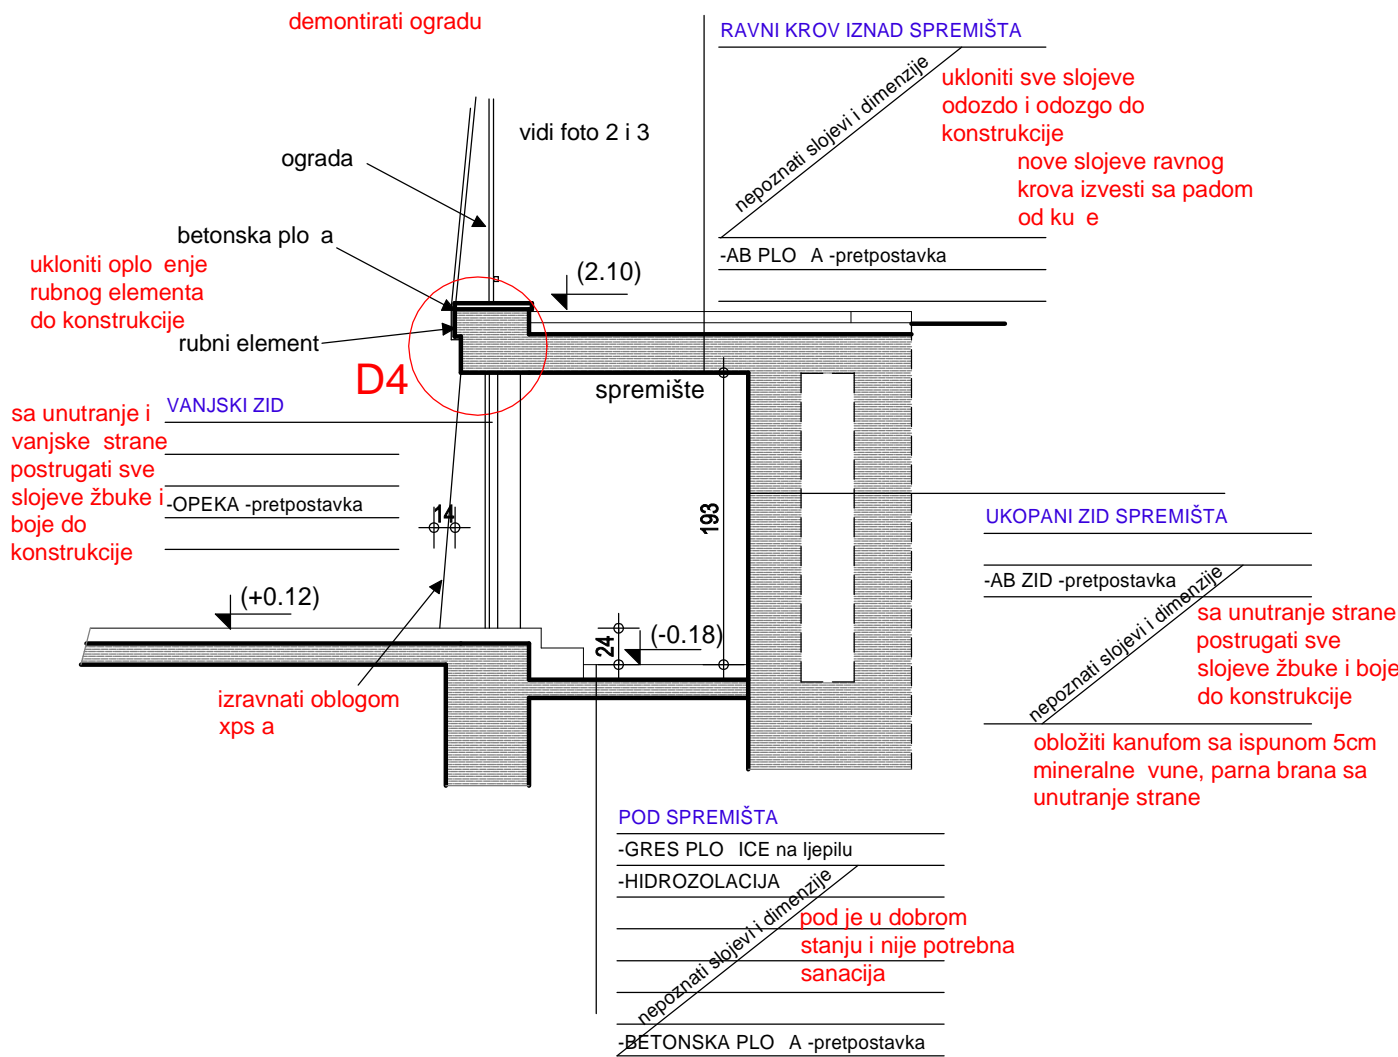 demontirati ogradu
RAVNI KROV IZNAD SPREMIŠTA
nepoznati slojevi i dimenzije
ukloniti sve slojeve
odozdo i odozgo do
konstrukcije
nove slojeve ravnog
krova izvesti sa padom
od ku e
-AB PLO A -pretpostavka
vidi foto 2 i 3
ograda
betonska plo a
ukloniti oplo enje
rubnog elementa
do konstrukcije
rubni element
(2.10)
D4
spremište
VANJSKI ZID
sa unutranje i
vanjske strane
postrugati sve
slojeve žbuke i
boje do
konstrukcije
-OPEKA -pretpostavka
14
193
UKOPANI ZID SPREMIŠTA
-AB ZID -pretpostavka
nepoznati slojevi i dimenzije
sa unutranje strane
postrugati sve
slojeve žbuke i boje
do konstrukcije
obložiti kanufom sa ispunom 5cm
mineralne vune, parna brana sa
unutranje strane
(+0.12)
24
(-0.18)
izravnati oblogom
xps a
POD SPREMIŠTA
-GRES PLO ICE na ljepilu
-HIDROZOLACIJA
nepoznati slojevi i dimenzije
pod je u dobrom
stanju i nije potrebna
sanacija
-BETONSKA PLO A -pretpostavka